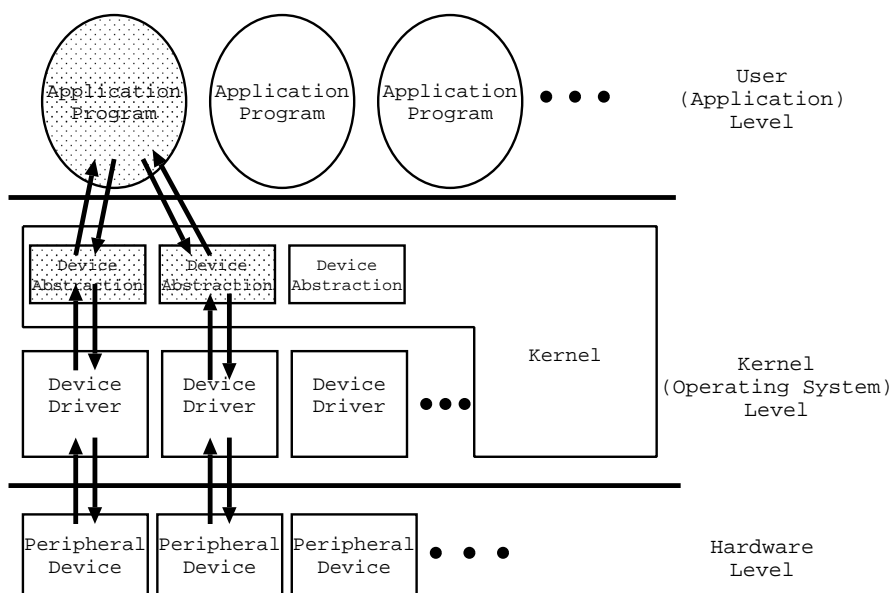 Application
Program
Application
Program
Application
Program
User
(Application)
Level
Device
Abstraction
Device
Abstraction
Device
Abstraction
Kernel
Device
Driver
Device
Driver
Device
Driver
Kernel
(Operating System)
Level
Peripheral
Device
Peripheral
Device
Peripheral
Device
Hardware
Level